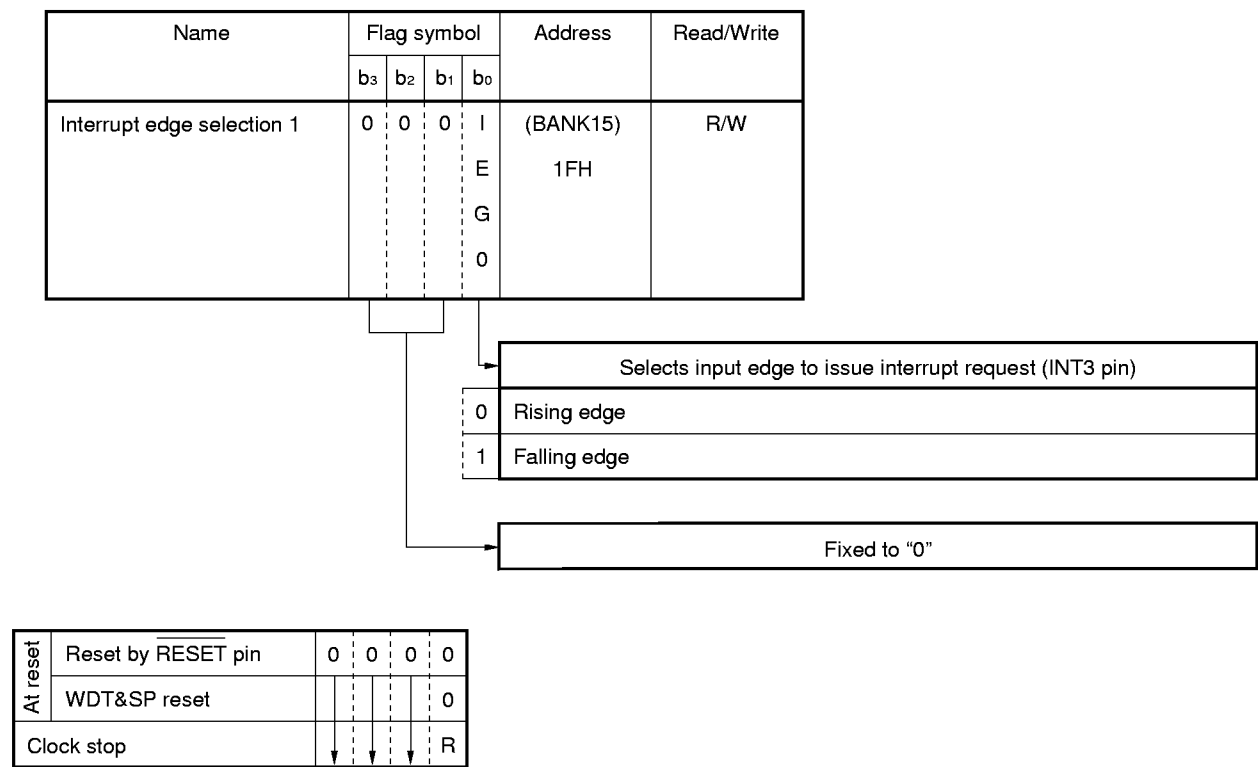 Name Flag symbol Address Read/Write
b3 b2 b1 b0
Interrupt edge selection 1 0 0 0 I (BANK15) R/W
E 1FH
G
0
Selects input edge to issue interrupt request (INT3 pin)
0 Rising edge
1 Falling edge
Fixed to “0”
At reset
Reset by RESET pin 0 0 0 0
WDT&SP reset 0
Clock stop R